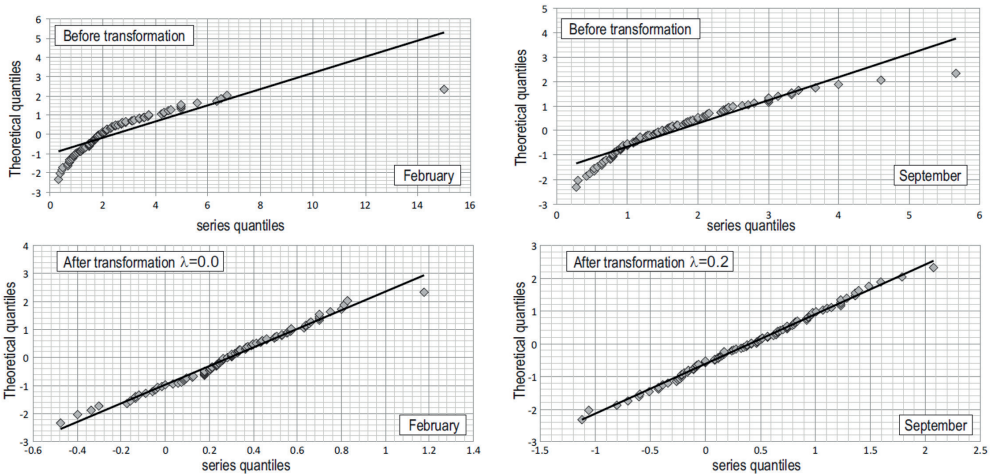 Before transformation
Theoretical quantiles
6
5
4
3
2
1
0
-1
-2
-3
0 2 4 6 8 10 12 14 16
February
series quantiles
Before transformation
Theoretical quantiles
5
4
3
2
1
0
-1
-2
-3
0 1 2 3 4 5 6
September
series quantiles
After transformation λ=0.0
Theoretical quantiles
4
3
2
1
0
-1
-2
-3
-0.6 -0.4 -0.2 0 0.2 0.4 0.6 0.8 1 1.2 1.4
February
series quantiles
After transformation λ=0.2
Theoretical quantiles
3
2
1
0
-1
-2
-3
-1.5 -1 -0.5 0 0.5 1 1.5 2 2.5
September
series quantiles